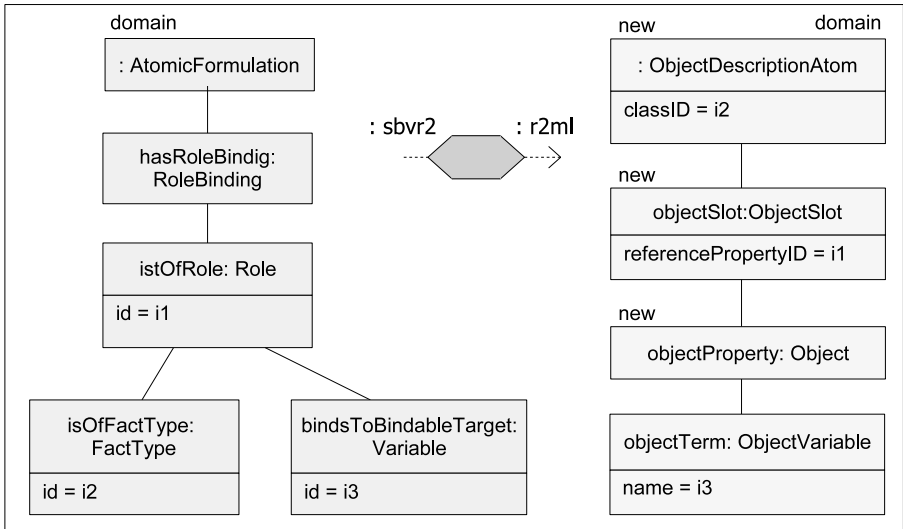 domain
: AtomicFormulation
hasRoleBindig:
RoleBinding
istOfRole: Role
id = i1
isOfFactType:
FactType
id = i2
bindsToBindableTarget:
Variable
id = i3
: sbvr2
: r2ml
new
domain
: ObjectDescriptionAtom
classID = i2
new
objectSlot:ObjectSlot
referencePropertyID = i1
new
objectProperty: Object
objectTerm: ObjectVariable
name = i3